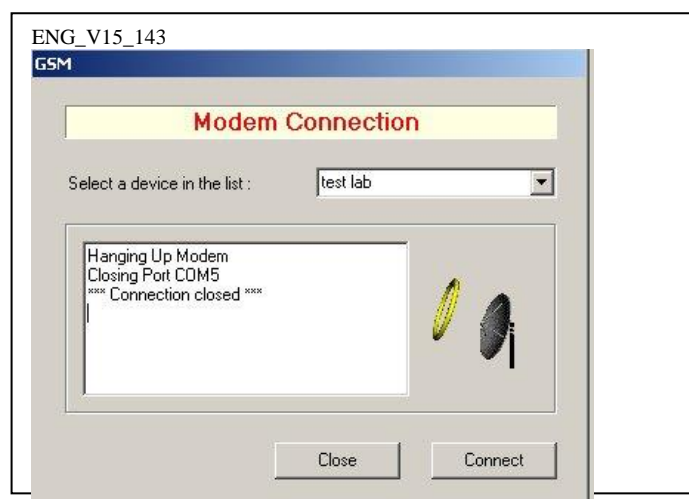 ENG_V15_143
GSM
Modem Connection
Select a device in the list : test lab
Hanging Up Modem
Closing Port COM5
*** Connection closed ***
Close Connect